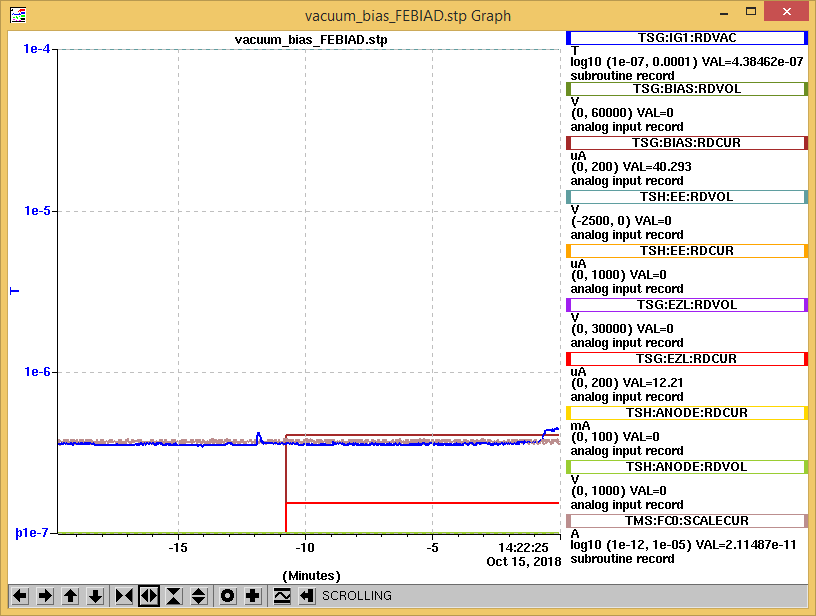 vacuum_bias_FEBIAD.stp Graph
vacuum_bias_FEBIAD.stp
1e-4
1e-5
T
1e-6
þ1e-7
-15
-10
-5
14:22:25
Oct 15, 2018
(Minutes)
TSG:IG1:RDVAC
T
log10 (1e-07, 0.0001) VAL=4.38462e-07
subroutine record
TSG:BIAS:RDVOL
V
(0, 60000) VAL=0
analog input record
TSG:BIAS:RDCUR
uA
(0, 200) VAL=40.293
analog input record
TSH:EE:RDVOL
V
(-2500, 0) VAL=0
analog input record
TSH:EE:RDCUR
uA
(0, 1000) VAL=0
analog input record
TSG:EZL:RDVOL
V
(0, 30000) VAL=0
analog input record
TSG:EZL:RDCUR
uA
(0, 200) VAL=12.21
analog input record
TSH:ANODE:RDCUR
mA
(0, 100) VAL=0
analog input record
TSH:ANODE:RDVOL
V
(0, 1000) VAL=0
analog input record
TMS:FC0:SCALECUR
A
log10 (1e-12, 1e-05) VAL=2.11487e-11
subroutine record
SCROLLING